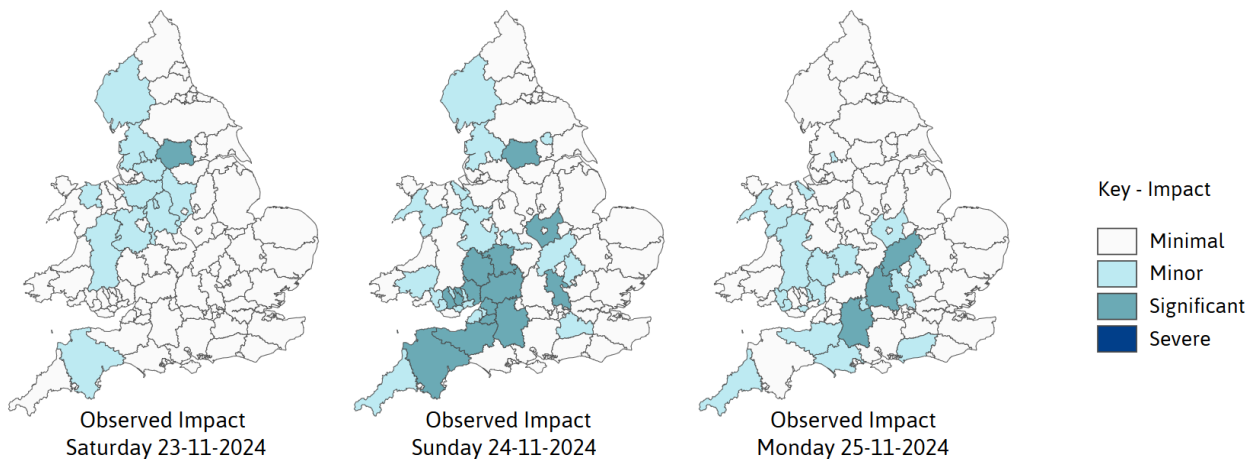 Observed Impact
Saturday 23-11-2024
Observed Impact
Sunday 24-11-2024
Observed Impact
Monday 25-11-2024
Key - Impact
Minimal
Minor
Significant
Severe